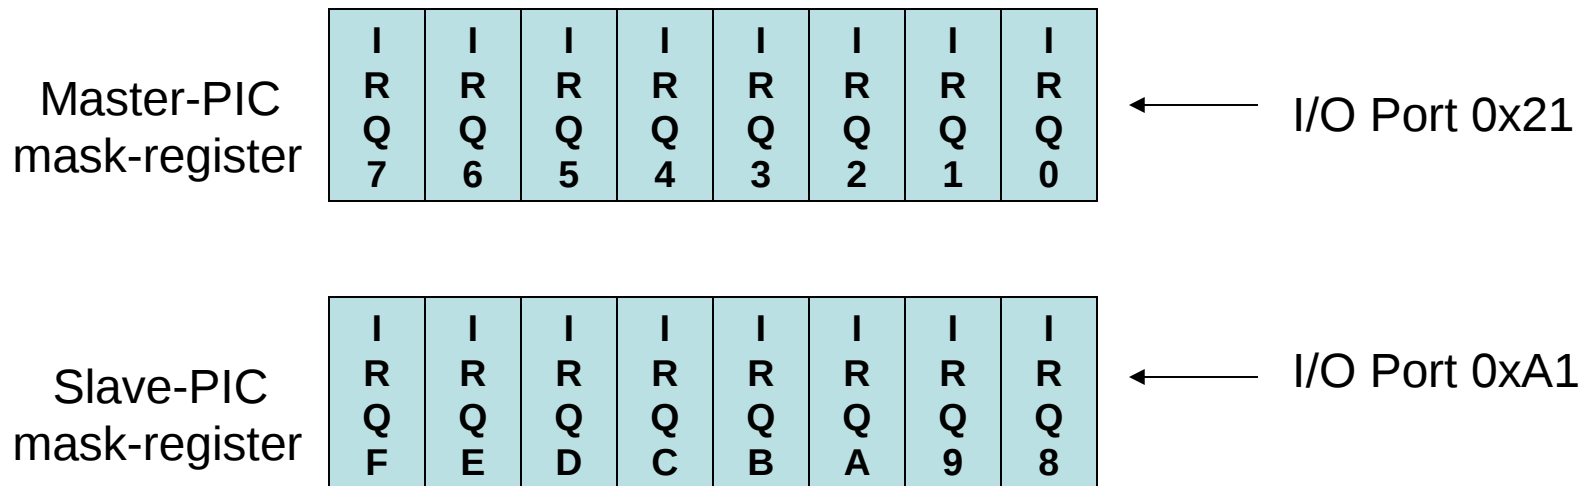 Master-PIC
mask-register
I I I I I I I I
R R R R R R R R
Q Q Q Q Q Q Q Q
7 6 5 4 3 2 1 0
I/O Port 0x21
Slave-PIC
mask-register
I I I I I I I I
R R R R R R R R
Q Q Q Q Q Q Q Q
F E D C B A 9 8
I/O Port 0xA1